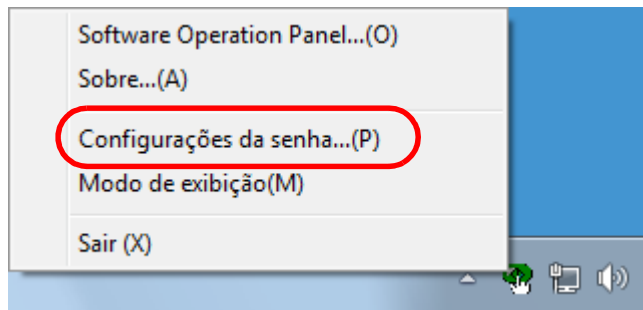 Software Operation Panel...(O)
Sobre...(A)
Configurações da senha...(P)
Modo de exibição(M)
Sair (X)